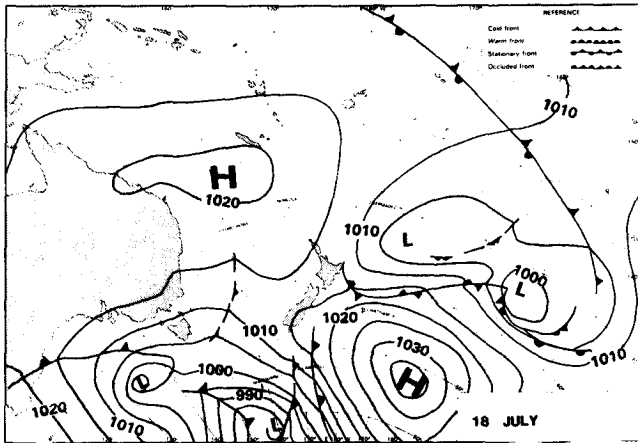 REFERENCE
Cold front
Warm front
Stationary front
Occluded front
1010
H
1020
1010
L
1000
L
1020
1010
1010
1030
1000
990
L
H
1020
1010
L
18 JULY